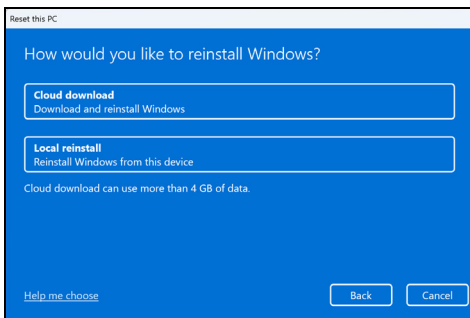 Reset this PC
How would you like to reinstall Windows?
Cloud download
Download and reinstall Windows
Local reinstall
Reinstall Windows from this device
Cloud download can use more than 4 GB of data.
Help me choose
Back
Cancel